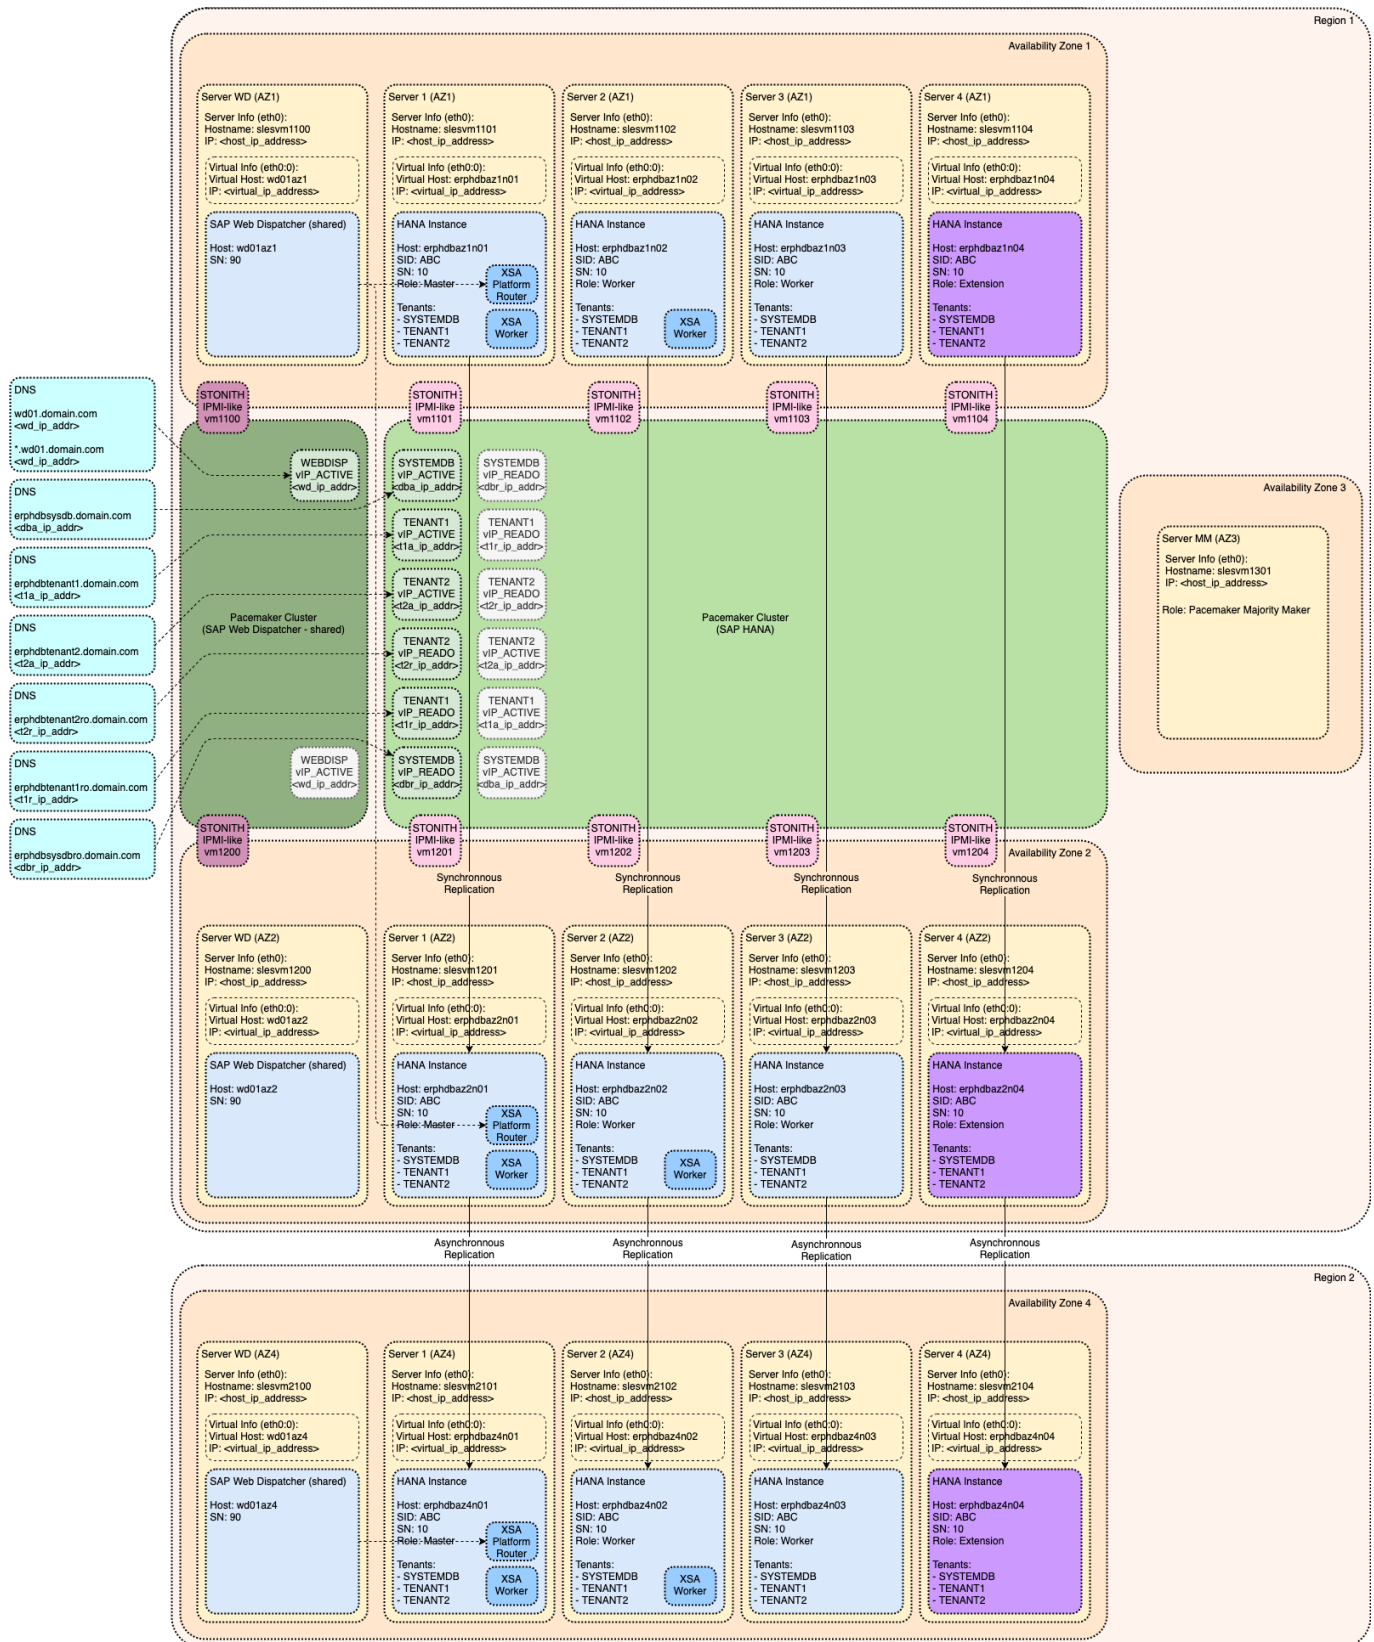 Region 1
Availability Zone 1
Server WD (AZ1)
Server Info (eth0):
Hostname: slesvm1100
IP: <host_ip_address>
Virtual Info (eth0:0):
Virtual Host: wd01az1
IP: <virtual_ip_address>
SAP Web Dispatcher (shared)
Host: wd01az1
SN: 90
Server 1 (AZ1)
Server Info (eth0):
Hostname: slesvm1101
IP: <host_ip_address>
Virtual Info (eth0:0):
Virtual Host: erphdbaz1n01
IP: <virtual_ip_address>
HANA Instance
Host: erphdbaz1n01
SID: ABC
SN: 10
Role: Master
Tenants:
- SYSTEMDB
- TENANT1
- TENANT2
XSA
Platform
Router
XSA
Worker
Server 2 (AZ1)
Server Info (eth0):
Hostname: slesvm1102
IP: <host_ip_address>
Virtual Info (eth0:0):
Virtual Host: erphdbaz1n02
IP: <virtual_ip_address>
HANA Instance
Host: erphdbaz1n02
SID: ABC
SN: 10
Role: Worker
Tenants:
- SYSTEMDB
- TENANT1
- TENANT2
XSA
Worker
Server 3 (AZ1)
Server Info (eth0):
Hostname: slesvm1103
IP: <host_ip_address>
Virtual Info (eth0:0):
Virtual Host: erphdbaz1n03
IP: <virtual_ip_address>
HANA Instance
Host: erphdbaz1n03
SID: ABC
SN: 10
Role: Worker
Tenants:
- SYSTEMDB
- TENANT1
- TENANT2
Server 4 (AZ1)
Server Info (eth0):
Hostname: slesvm1104
IP: <host_ip_address>
Virtual Info (eth0:0):
Virtual Host: erphdbaz1n04
IP: <virtual_ip_address>
HANA Instance
Host: erphdbaz1n04
SID: ABC
SN: 10
Role: Extension
Tenants:
- SYSTEMDB
- TENANT1
- TENANT2
STONITH
IPMI-like
vm1100
STONITH
IPMI-like
vm1101
STONITH
IPMI-like
vm1102
STONITH
IPMI-like
vm1103
STONITH
IPMI-like
vm1104
DNS
wd01.domain.com
<wd_ip_addr>
*.wd01.domain.com
<wd_ip_addr>
DNS
erphdbsysdb.domain.com
<dba_ip_addr>
DNS
erphdbtenant1.domain.com
<t1a_ip_addr>
DNS
erphdbtenant2.domain.com
<t2a_ip_addr>
DNS
erphdbtenant2ro.domain.com
<t2r_ip_addr>
DNS
erphdbtenant1ro.domain.com
<t1r_ip_addr>
DNS
erphdbsysdbro.domain.com
<dbr_ip_addr>
WEBDISP
vIP_ACTIVE
<wd_ip_addr>
Pacemaker Cluster
(SAP Web Dispatcher - shared)
WEBDISP
vIP_ACTIVE
<wd_ip_addr>
SYSTEMDB
vIP_ACTIVE
<dba_ip_addr>
SYSTEMDB
vIP_READO
<dbr_ip_addr>
TENANT1
vIP_ACTIVE
<t1a_ip_addr>
TENANT1
vIP_READO
<t1r_ip_addr>
TENANT2
vIP_ACTIVE
<t2a_ip_addr>
TENANT2
vIP_READO
<t2r_ip_addr>
TENANT2
vIP_READO
<t2r_ip_addr>
TENANT2
vIP_ACTIVE
<t2a_ip_addr>
TENANT1
vIP_READO
<t1r_ip_addr>
TENANT1
vIP_ACTIVE
<t1a_ip_addr>
SYSTEMDB
vIP_READO
<dbr_ip_addr>
SYSTEMDB
vIP_ACTIVE
<dba_ip_addr>
Pacemaker Cluster
(SAP HANA)
Availability Zone 3
Server MM (AZ3)
Server Info (eth0):
Hostname: slesvm1301
IP: <host_ip_address>
Role: Pacemaker Majority Maker
STONITH
IPMI-like
vm1200
STONITH
IPMI-like
vm1201
STONITH
IPMI-like
vm1202
STONITH
IPMI-like
vm1203
STONITH
IPMI-like
vm1204
Availability Zone 2
Synchronnous
Replication
Synchronnous
Replication
Synchronnous
Replication
Synchronnous
Replication
Server WD (AZ2)
Server Info (eth0):
Hostname: slesvm1200
IP: <host_ip_address>
Virtual Info (eth0:0):
Virtual Host: wd01az2
IP: <virtual_ip_address>
SAP Web Dispatcher (shared)
Host: wd01az2
SN: 90
Server 1 (AZ2)
Server Info (eth0):
Hostname: slesvm1201
IP: <host_ip_address>
Virtual Info (eth0:0):
Virtual Host: erphdbaz2n01
IP: <virtual_ip_address>
HANA Instance
Host: erphdbaz2n01
SID: ABC
SN: 10
Role: Master
Tenants:
- SYSTEMDB
- TENANT1
- TENANT2
XSA
Platform
Router
XSA
Worker
Server 2 (AZ2)
Server Info (eth0):
Hostname: slesvm1202
IP: <host_ip_address>
Virtual Info (eth0:0):
Virtual Host: erphdbaz2n02
IP: <virtual_ip_address>
HANA Instance
Host: erphdbaz2n02
SID: ABC
SN: 10
Role: Worker
Tenants:
- SYSTEMDB
- TENANT1
- TENANT2
XSA
Worker
Server 3 (AZ2)
Server Info (eth0):
Hostname: slesvm1203
IP: <host_ip_address>
Virtual Info (eth0:0):
Virtual Host: erphdbaz2n03
IP: <virtual_ip_address>
HANA Instance
Host: erphdbaz2n03
SID: ABC
SN: 10
Role: Worker
Tenants:
- SYSTEMDB
- TENANT1
- TENANT2
Server 4 (AZ2)
Server Info (eth0):
Hostname: slesvm1204
IP: <host_ip_address>
Virtual Info (eth0:0):
Virtual Host: erphdbaz2n04
IP: <virtual_ip_address>
HANA Instance
Host: erphdbaz2n04
SID: ABC
SN: 10
Role: Extension
Tenants:
- SYSTEMDB
- TENANT1
- TENANT2
Asynchronnous
Replication
Asynchronnous
Replication
Asynchronnous
Replication
Asynchronnous
Replication
Region 2
Availability Zone 4
Server WD (AZ4)
Server Info (eth0):
Hostname: slesvm2100
IP: <host_ip_address>
Virtual Info (eth0:0):
Virtual Host: wd01az4
IP: <virtual_ip_address>
SAP Web Dispatcher (shared)
Host: wd01az4
SN: 90
Server 1 (AZ4)
Server Info (eth0):
Hostname: slesvm2101
IP: <host_ip_address>
Virtual Info (eth0:0):
Virtual Host: erphdbaz4n01
IP: <virtual_ip_address>
HANA Instance
Host: erphdbaz4n01
SID: ABC
SN: 10
Role: Master
Tenants:
- SYSTEMDB
- TENANT1
- TENANT2
XSA
Platform
Router
XSA
Worker
Server 2 (AZ4)
Server Info (eth0):
Hostname: slesvm2102
IP: <host_ip_address>
Virtual Info (eth0:0):
Virtual Host: erphdbaz4n02
IP: <virtual_ip_address>
HANA Instance
Host: erphdbaz4n02
SID: ABC
SN: 10
Role: Worker
Tenants:
- SYSTEMDB
- TENANT1
- TENANT2
XSA
Worker
Server 3 (AZ4)
Server Info (eth0):
Hostname: slesvm2103
IP: <host_ip_address>
Virtual Info (eth0:0):
Virtual Host: erphdbaz4n03
IP: <virtual_ip_address>
HANA Instance
Host: erphdbaz4n03
SID: ABC
SN: 10
Role: Worker
Tenants:
- SYSTEMDB
- TENANT1
- TENANT2
Server 4 (AZ4)
Server Info (eth0):
Hostname: slesvm2104
IP: <host_ip_address>
Virtual Info (eth0:0):
Virtual Host: erphdbaz4n04
IP: <virtual_ip_address>
HANA Instance
Host: erphdbaz4n04
SID: ABC
SN: 10
Role: Extension
Tenants:
- SYSTEMDB
- TENANT1
- TENANT2